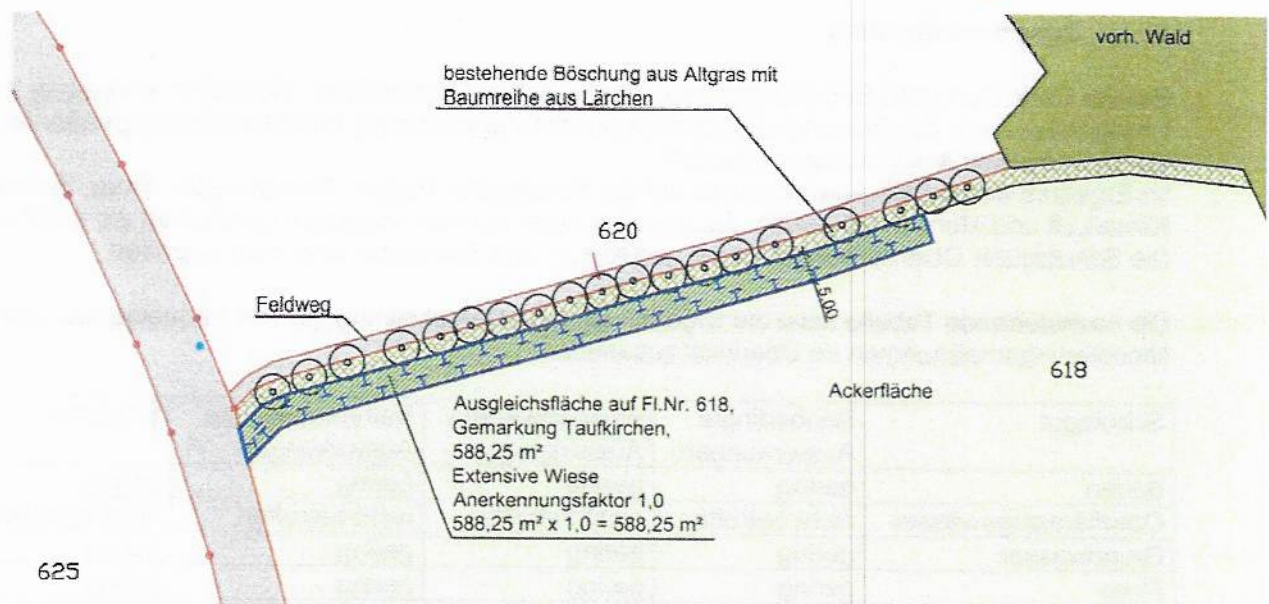 vorh. Wald
bestehende Böschung aus Altgras mit
Baumreihe aus Lärchen
620
Feldweg
5,00
618
Ackerfläche
Ausgleichsfläche auf Fl.Nr. 618,
Gemarkung Taufkirchen,
588,25 m²
Extensive Wiese
Anerkennungsfaktor 1,0
588,25 m² x 1,0 = 588,25 m²
625